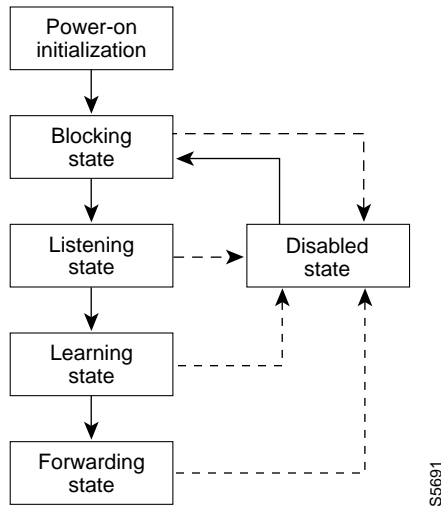 Power-on
initialization
Blocking
state
Listening
state
Disabled
state
Learning
state
Forwarding
state
S5691